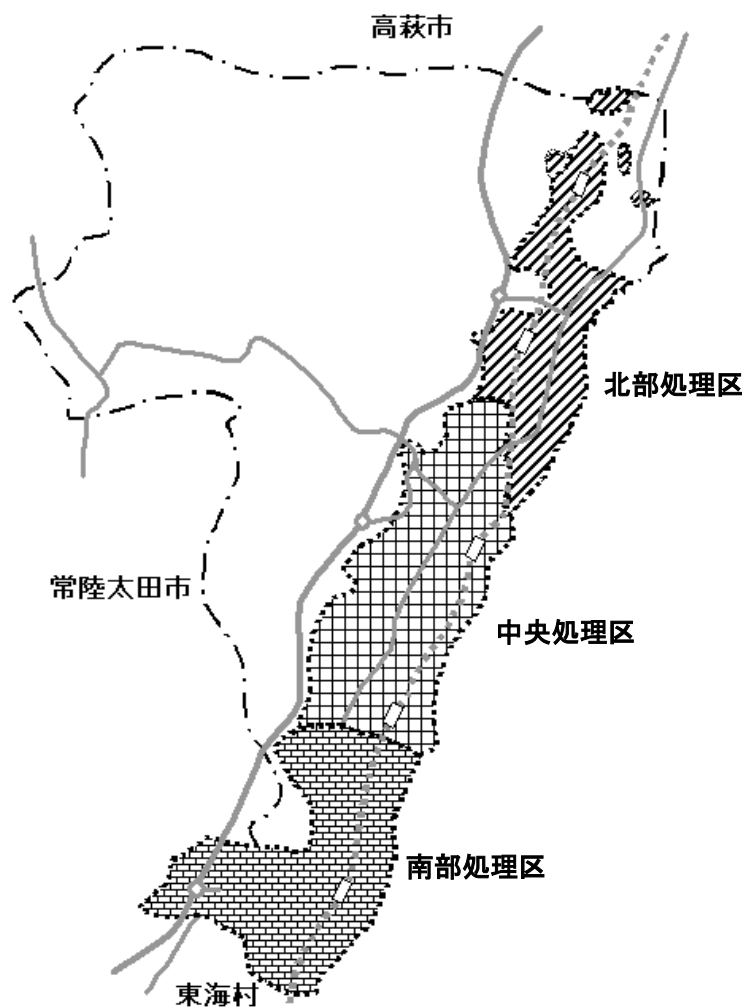 高萩市
北部処理区
常陸太田市
中央処理区
南部処理区
東海村